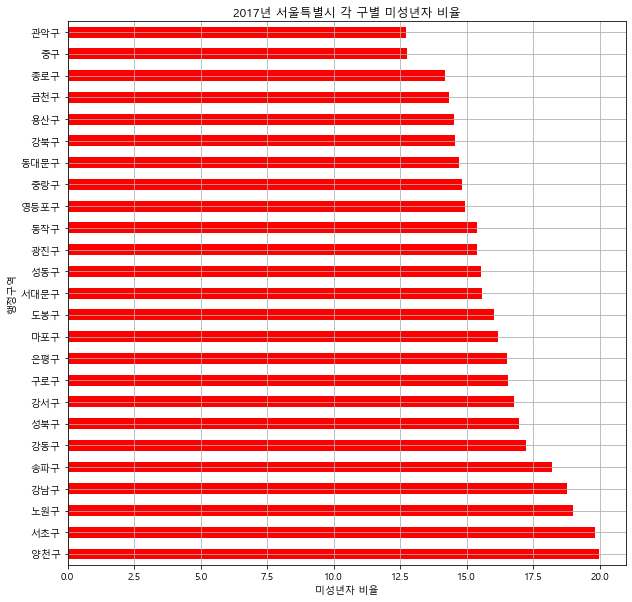 2017년 서울특별시 각 구별 미성년자 비율
관악구
중구
종로구
금천구
용산구
강북구
동대문구
중랑구
영등포구
동작구
광진구
성동구
서대문구
도봉구
마포구
은평구
구로구
강서구
성북구
강동구
송파구
강남구
노원구
서초구
양천구
행정구역
0.0 2.5 5.0 7.5 10.0 12.5 15.0 17.5 20.0
미성년자 비율